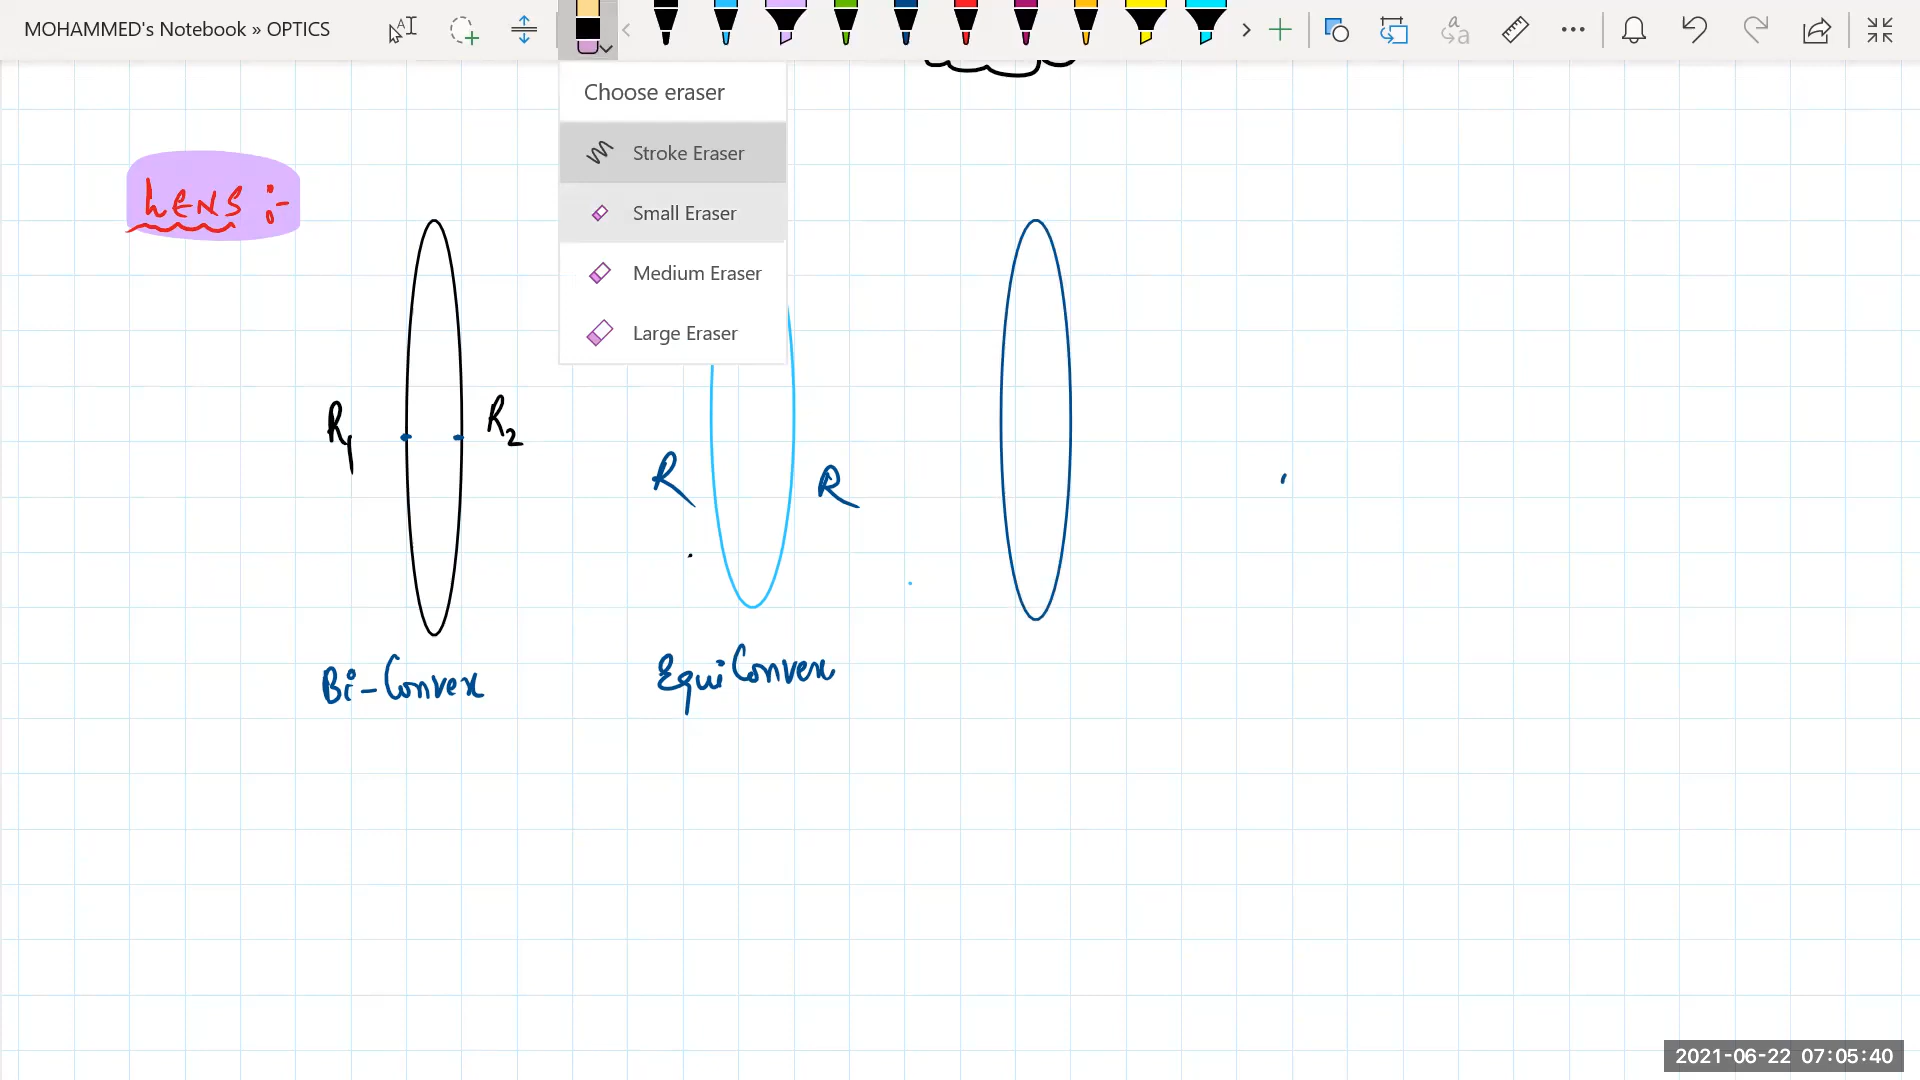 MOHAMMED's Notebook » OPTICS
Choose eraser
Stroke Eraser
Small Eraser
Medium Eraser
Large Eraser
LENS :-
R1
R2
R
R
Bi-Convex
Equi Convex
2021-06-22 07:05:40